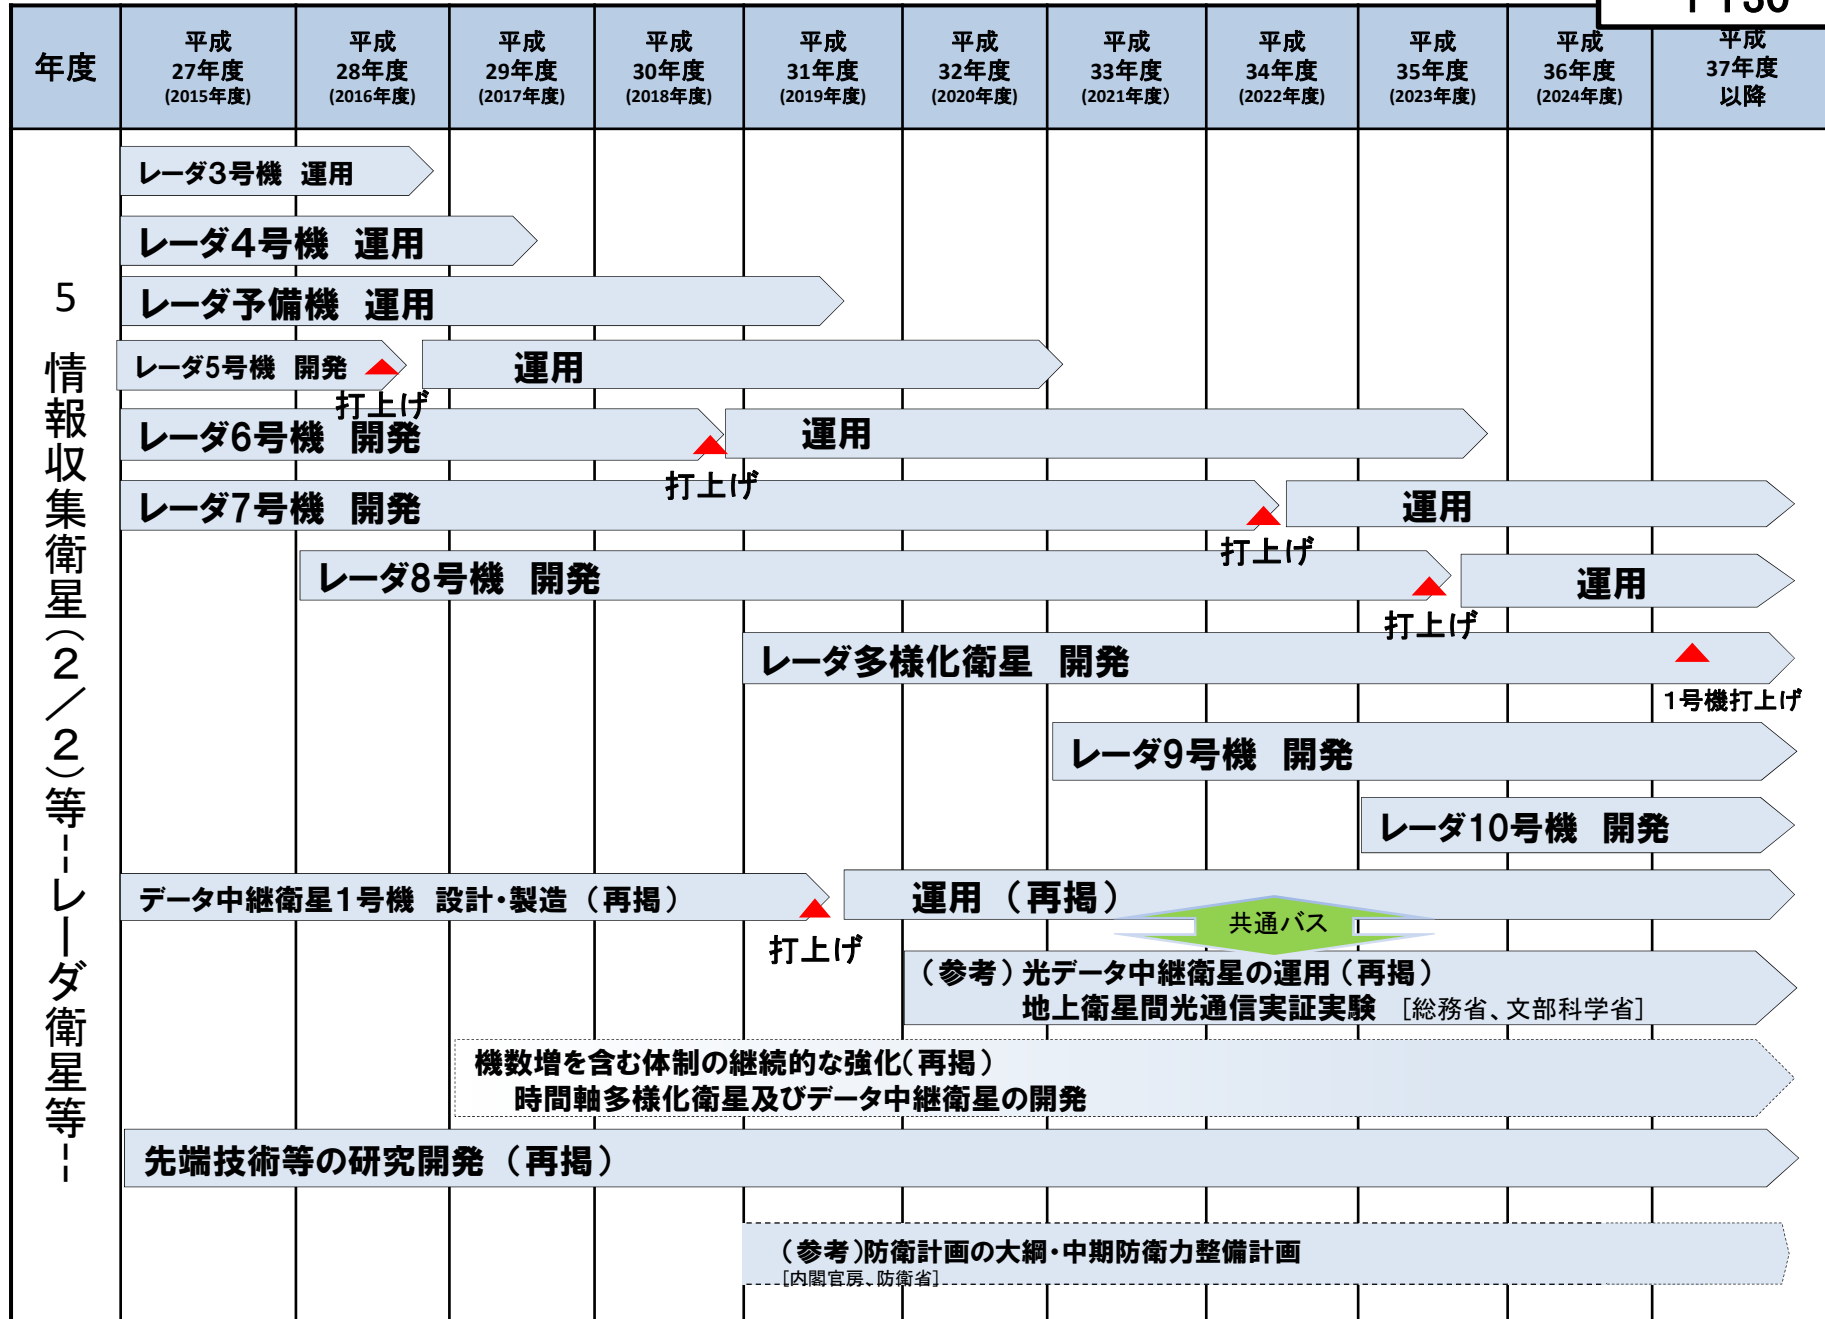 年度
平成
27年度
(2015年度)
平成
28年度
(2016年度)
平成
29年度
(2017年度)
平成
30年度
(2018年度)
平成
31年度
(2019年度)
平成
32年度
(2020年度)
平成
33年度
(2021年度)
平成
34年度
(2022年度)
平成
35年度
(2023年度)
平成
36年度
(2024年度)
平成
37年度
以降
5 情報収集衛星(2／2)等--レーダ衛星等--
レーダ3号機 運用
レーダ4号機 運用
レーダ予備機 運用
レーダ5号機 開発
運用
打上げ
レーダ6号機 開発
運用
打上げ
レーダ7号機 開発
運用
打上げ
レーダ8号機 開発
運用
打上げ
レーダ多様化衛星 開発
1号機打上げ
レーダ9号機 開発
レーダ10号機 開発
データ中継衛星1号機 設計・製造（再掲）
運用（再掲）
打上げ
共通バス
（参考）光データ中継衛星の運用（再掲）
地上衛星間光通信実証実験 ［総務省、文部科学省］
機数増を含む体制の継続的な強化(再掲）
時間軸多様化衛星及びデータ中継衛星の開発
先端技術等の研究開発（再掲）
（参考）防衛計画の大綱・中期防衛力整備計画
［内閣官房、防衛省］